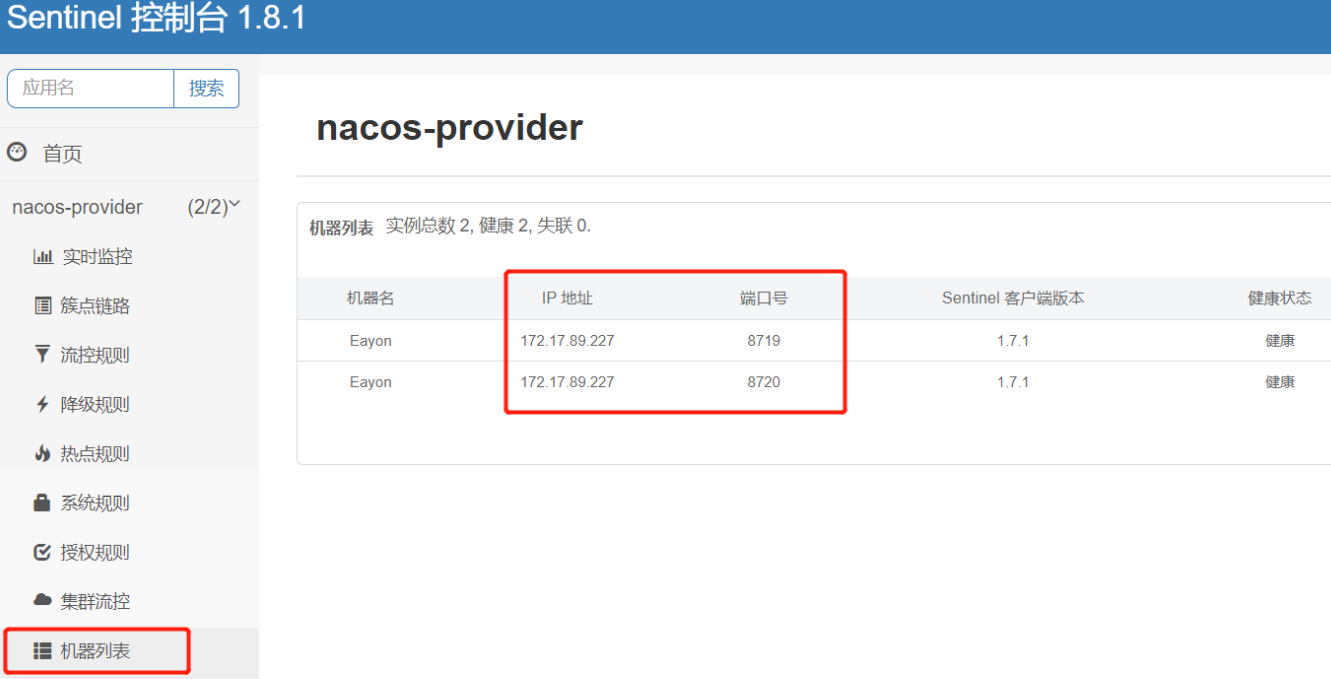 Sentinel 控制台 1.8.1
应用名 搜索
首页
nacos-provider (2/2)
实时监控
簇点链路
流控规则
降级规则
热点规则
系统规则
授权规则
集群流控
机器列表
nacos-provider
机器列表 实例总数 2, 健康 2, 失联 0.
机器名 IP 地址 端口号 Sentinel 客户端版本 健康状态
Eayon 172.17.89.227 8719 1.7.1 健康
Eayon 172.17.89.227 8720 1.7.1 健康